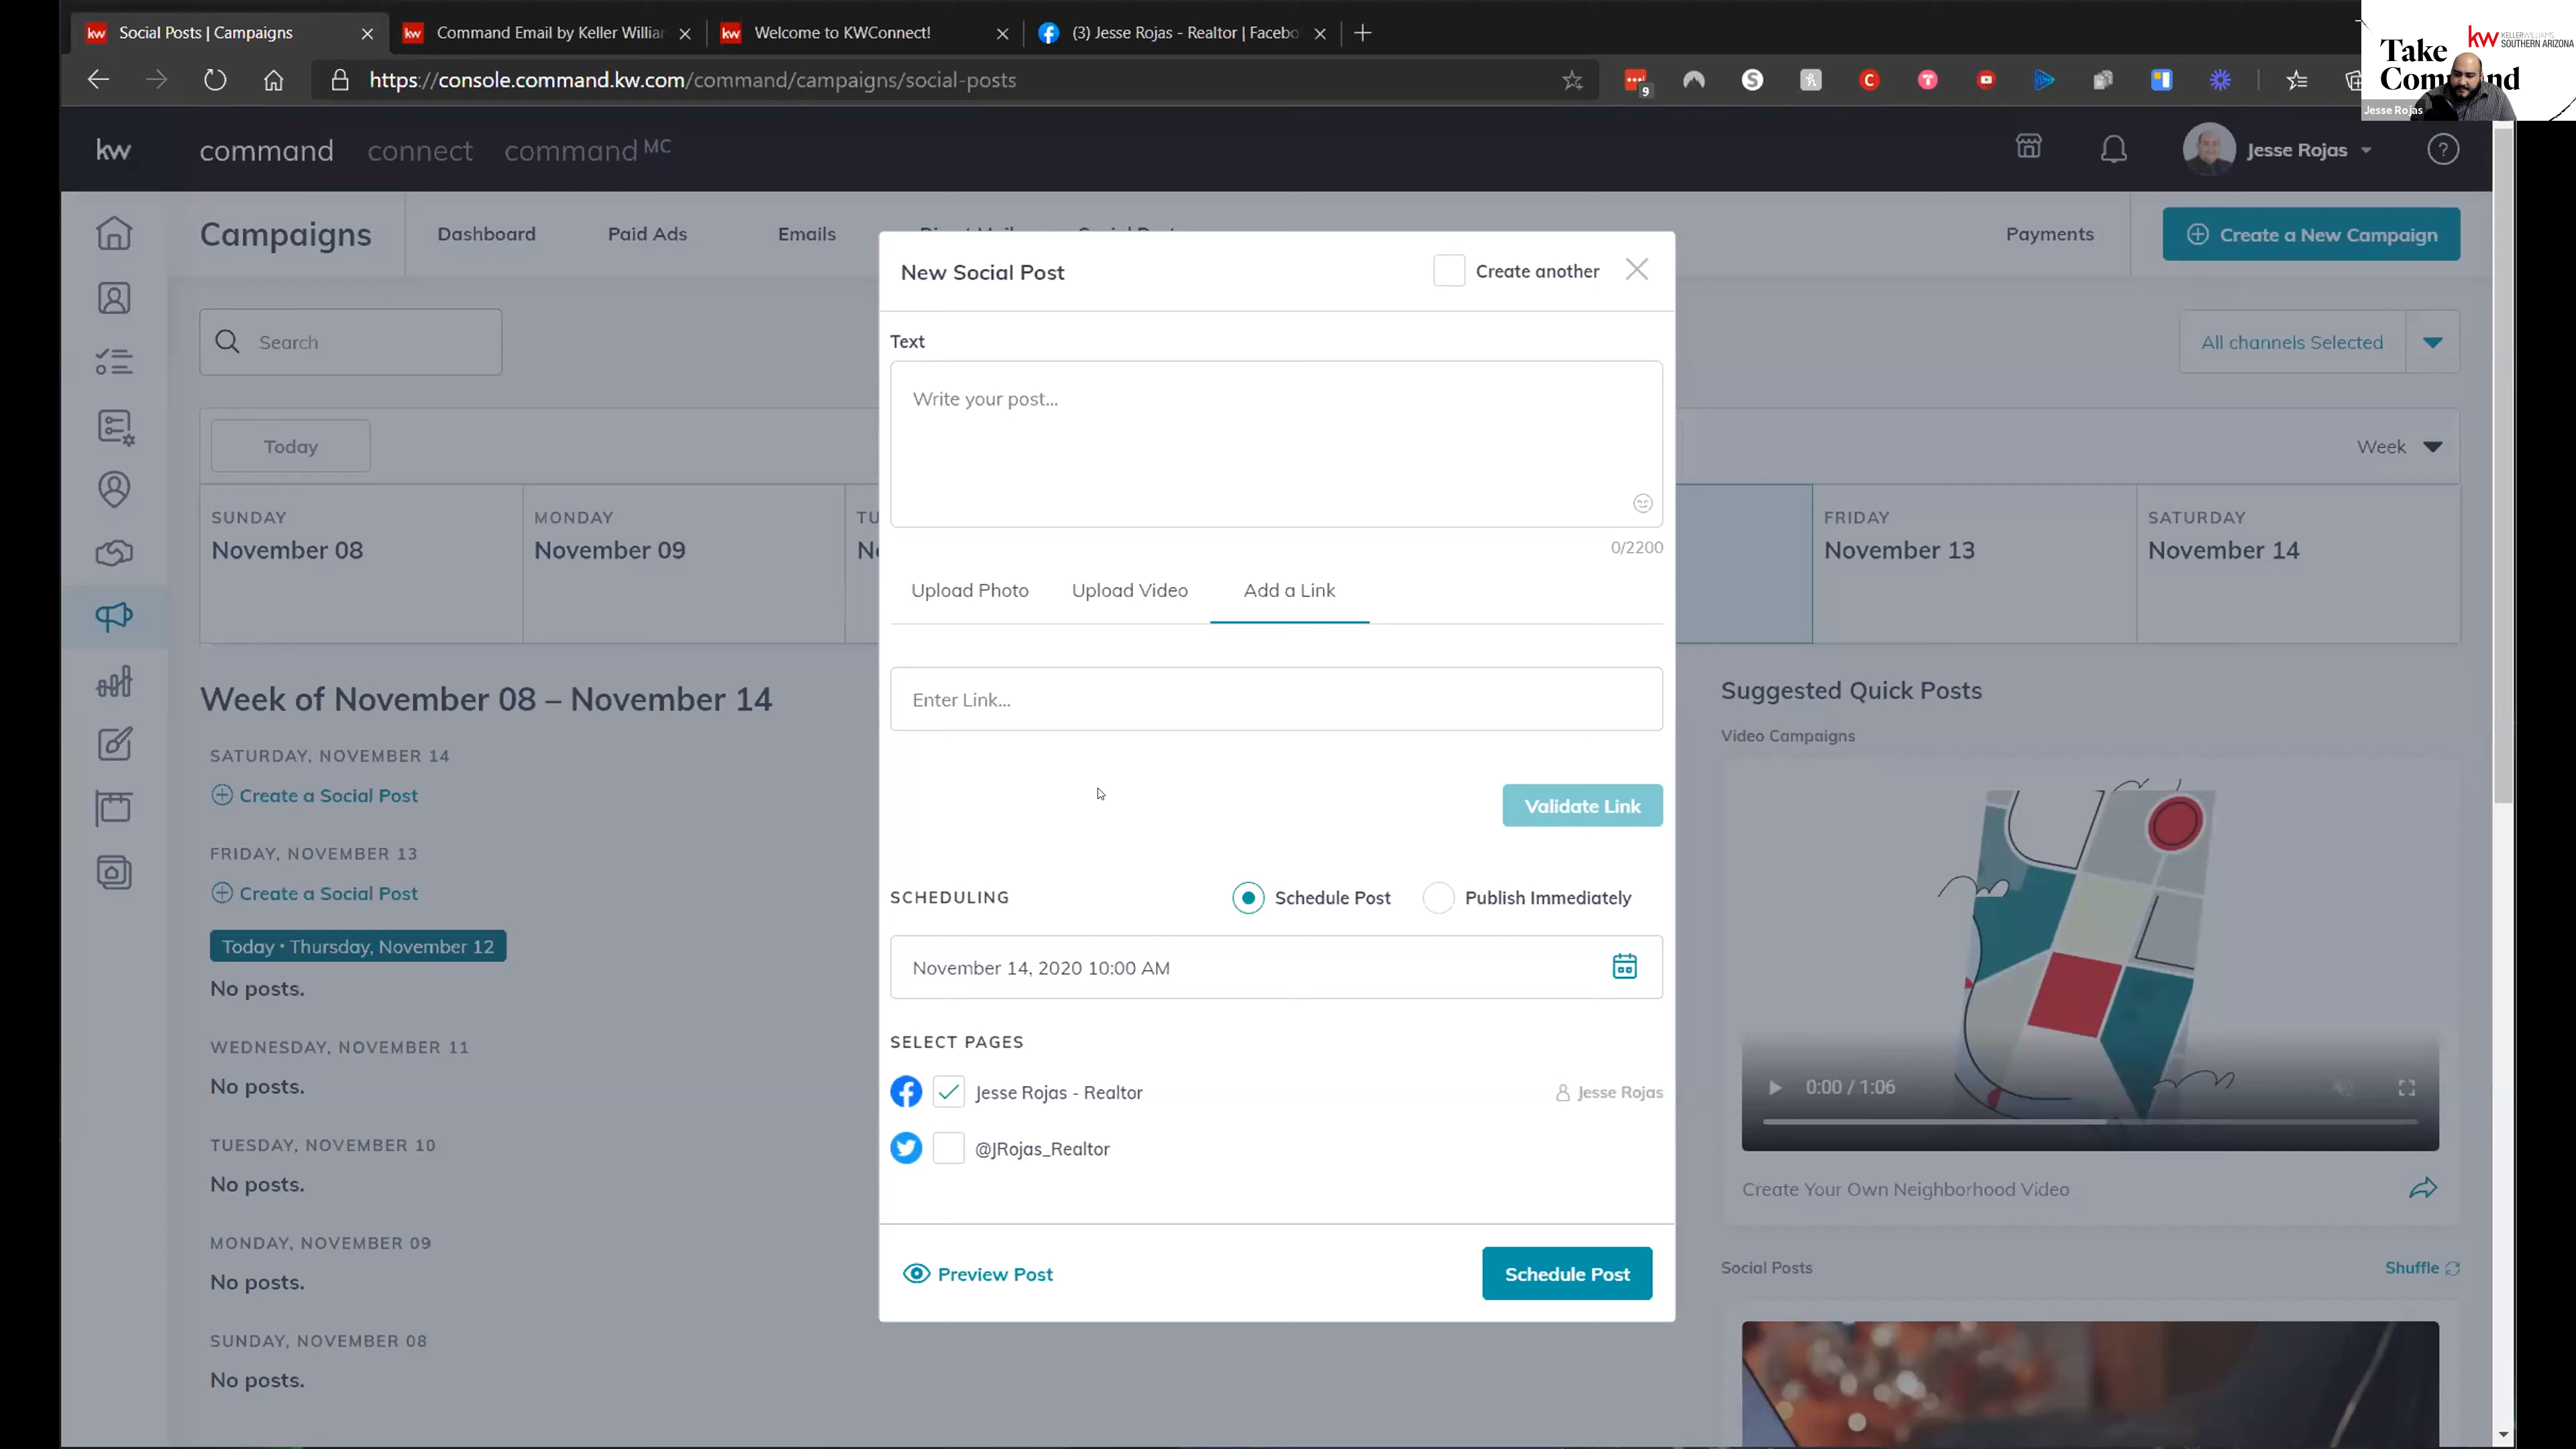 Social Posts | Campaigns
Command Email by Keller Williar
Welcome to KWConnect!
(3) Jesse Rojas - Realtor | Facebo
https://console.command.kw.com/command/campaigns/social-posts
9
Take Command
kw KELLERWILLIAMS
SOUTHERN ARIZONA
Jesse Rojas
kw command connect command MC
Jesse Rojas
Campaigns
Dashboard
Paid Ads
Emails
Payments
Create a New Campaign
Search
All channels Selected
Today
Week
SUNDAY
November 08
MONDAY
November 09
FRIDAY
November 13
SATURDAY
November 14
Week of November 08 – November 14
SATURDAY, NOVEMBER 14
Create a Social Post
FRIDAY, NOVEMBER 13
Create a Social Post
Today • Thursday, November 12
No posts.
WEDNESDAY, NOVEMBER 11
No posts.
TUESDAY, NOVEMBER 10
No posts.
MONDAY, NOVEMBER 09
No posts.
SUNDAY, NOVEMBER 08
No posts.
New Social Post
Create another
Text
Write your post...
0/2200
Upload Photo
Upload Video
Add a Link
Enter Link...
Validate Link
SCHEDULING
Schedule Post
Publish Immediately
November 14, 2020 10:00 AM
SELECT PAGES
Jesse Rojas - Realtor
Jesse Rojas
@JRojas_Realtor
Preview Post
Schedule Post
Suggested Quick Posts
Video Campaigns
0:00 / 1:06
Create Your Own Neighborhood Video
Social Posts
Shuffle